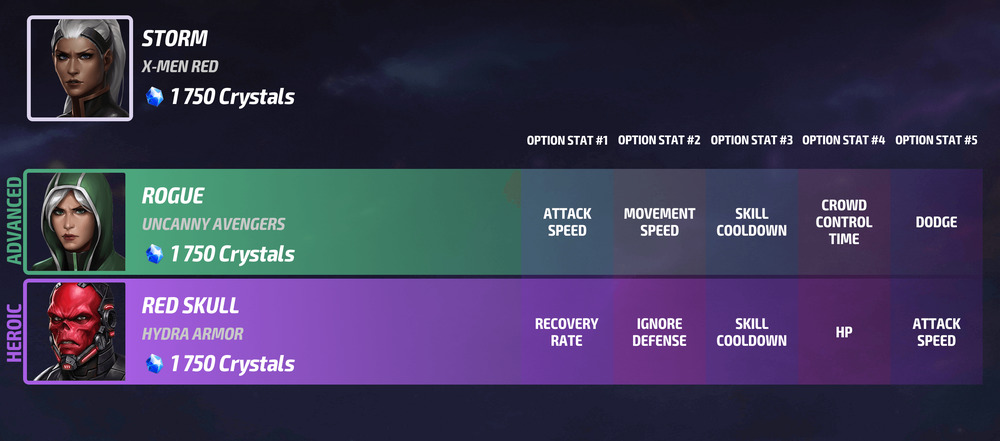 STORM
X-MEN RED
1 750 Crystals
OPTION STAT #1 OPTION STAT #2 OPTION STAT #3 OPTION STAT #4 OPTION STAT #5
ADVANCED
ROGUE
UNCANNY AVENGERS
1 750 Crystals
ATTACK
SPEED
MOVEMENT
SPEED
SKILL
COOLDOWN
CROWD
CONTROL
TIME
DODGE
HEROIC
RED SKULL
HYDRA ARMOR
1 750 Crystals
RECOVERY
RATE
IGNORE
DEFENSE
SKILL
COOLDOWN
HP
ATTACK
SPEED